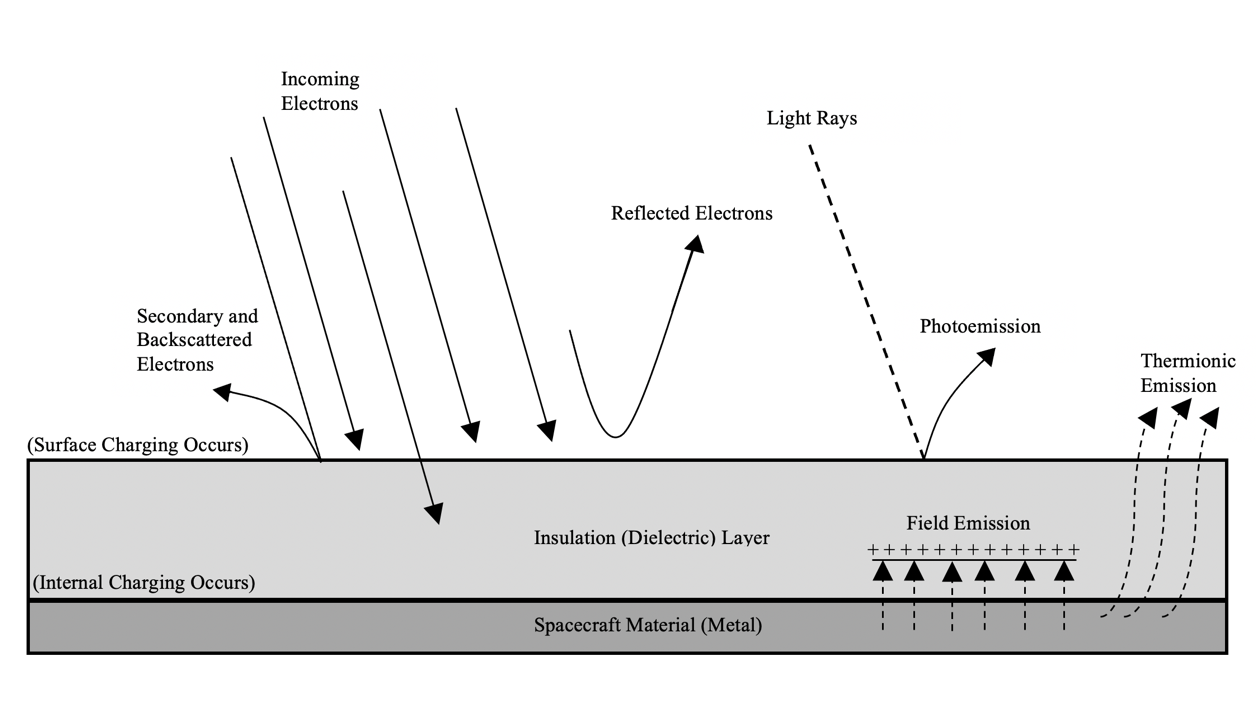 Incoming
Electrons
Light Rays
Reflected Electrons
Secondary and
Backscattered
Electrons
Photoemission
Thermionic
Emission
(Surface Charging Occurs)
Field Emission
+ + + + + + + + + + + + +
Insulation (Dielectric) Layer
(Internal Charging Occurs)
Spacecraft Material (Metal)